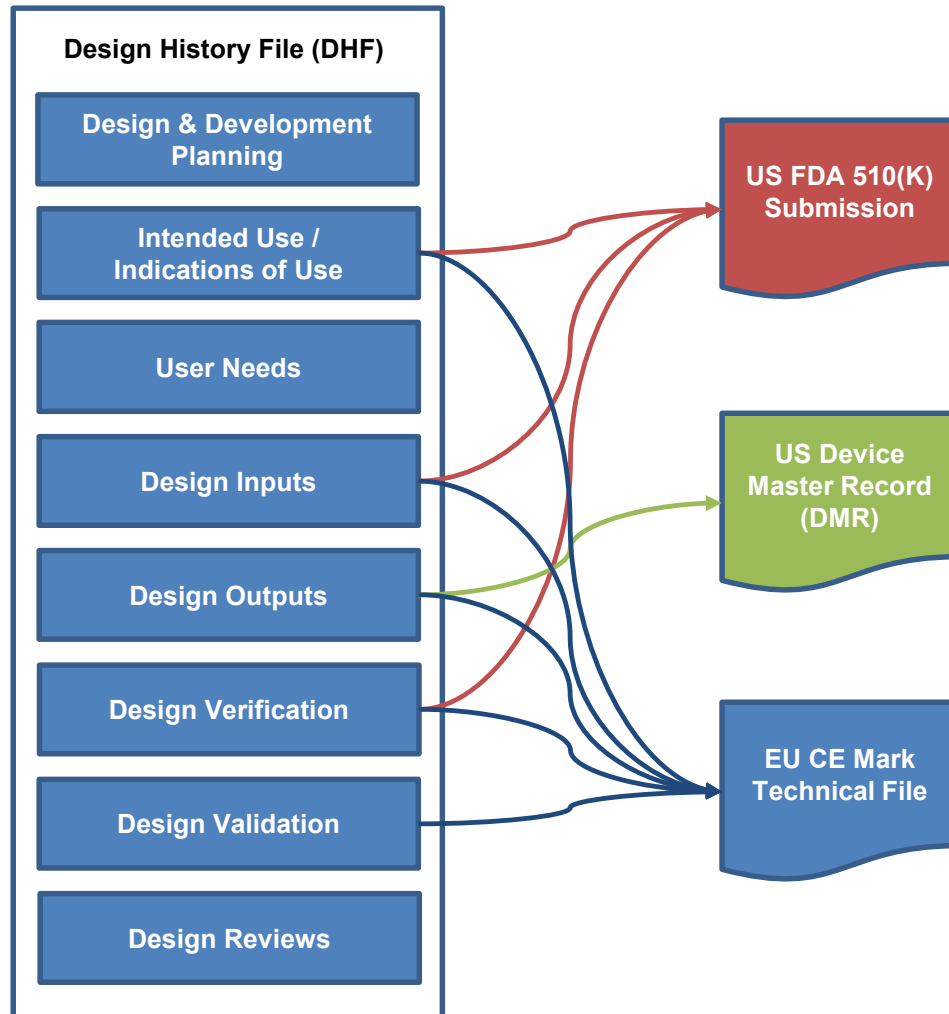 Design History File (DHF)
Design & Development
Planning
Intended Use /
Indications of Use
User Needs
Design Inputs
Design Outputs
Design Verification
Design Validation
Design Reviews
US FDA 510(K)
Submission
US Device
Master Record
(DMR)
EU CE Mark
Technical File